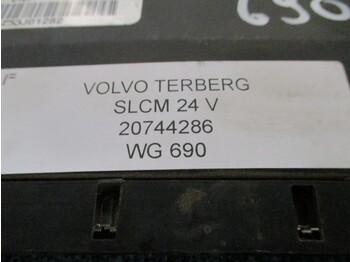 690
F
VOLVO TERBERG
SLCM 24 V
20744286
WG 690